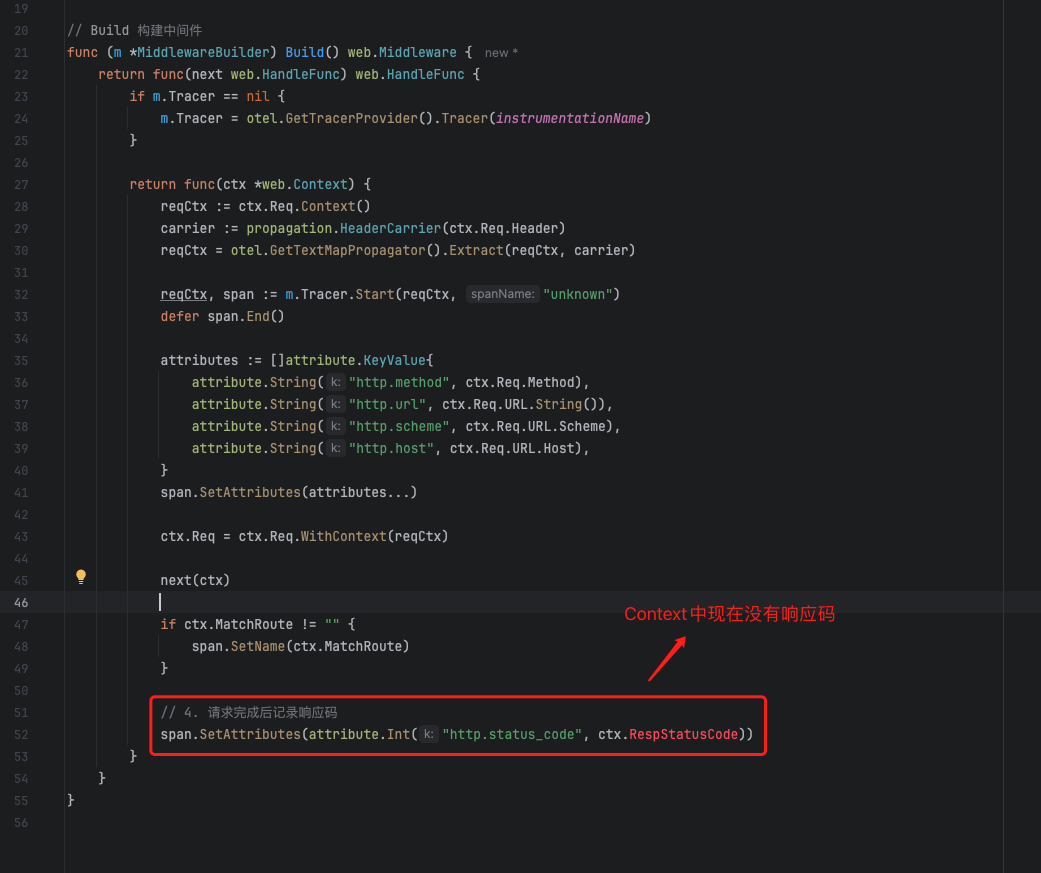 19
20 // Build 构建中间件
21 func (m *MiddlewareBuilder) Build() web.Middleware { new *
22 return func(next web.HandleFunc) web.HandleFunc {
23 if m.Tracer == nil {
24 m.Tracer = otel.GetTracerProvider().Tracer(instrumentationName)
25 }
26
27 return func(ctx *web.Context) {
28 reqCtx := ctx.Req.Context()
29 carrier := propagation.HeaderCarrier(ctx.Req.Header)
30 reqCtx = otel.GetTextMapPropagator().Extract(reqCtx, carrier)
31
32 reqCtx, span := m.Tracer.Start(reqCtx, spanName: "unknown")
33 defer span.End()
34
35 attributes := []attribute.KeyValue{
36 attribute.String( k: "http.method", ctx.Req.Method),
37 attribute.String( k: "http.url", ctx.Req.URL.String()),
38 attribute.String( k: "http.scheme", ctx.Req.URL.Scheme),
39 attribute.String( k: "http.host", ctx.Req.URL.Host),
40 }
41 span.SetAttributes(attributes...)
42
43 ctx.Req = ctx.Req.WithContext(reqCtx)
44
45 next(ctx)
46
Context中现在没有响应码
47 if ctx.MatchRoute != "" {
48 span.SetName(ctx.MatchRoute)
49 }
50
51 // 4. 请求完成后记录响应码
52 span.SetAttributes(attribute.Int( k: "http.status_code", ctx.RespStatusCode))
53 }
54 }
55 }
56